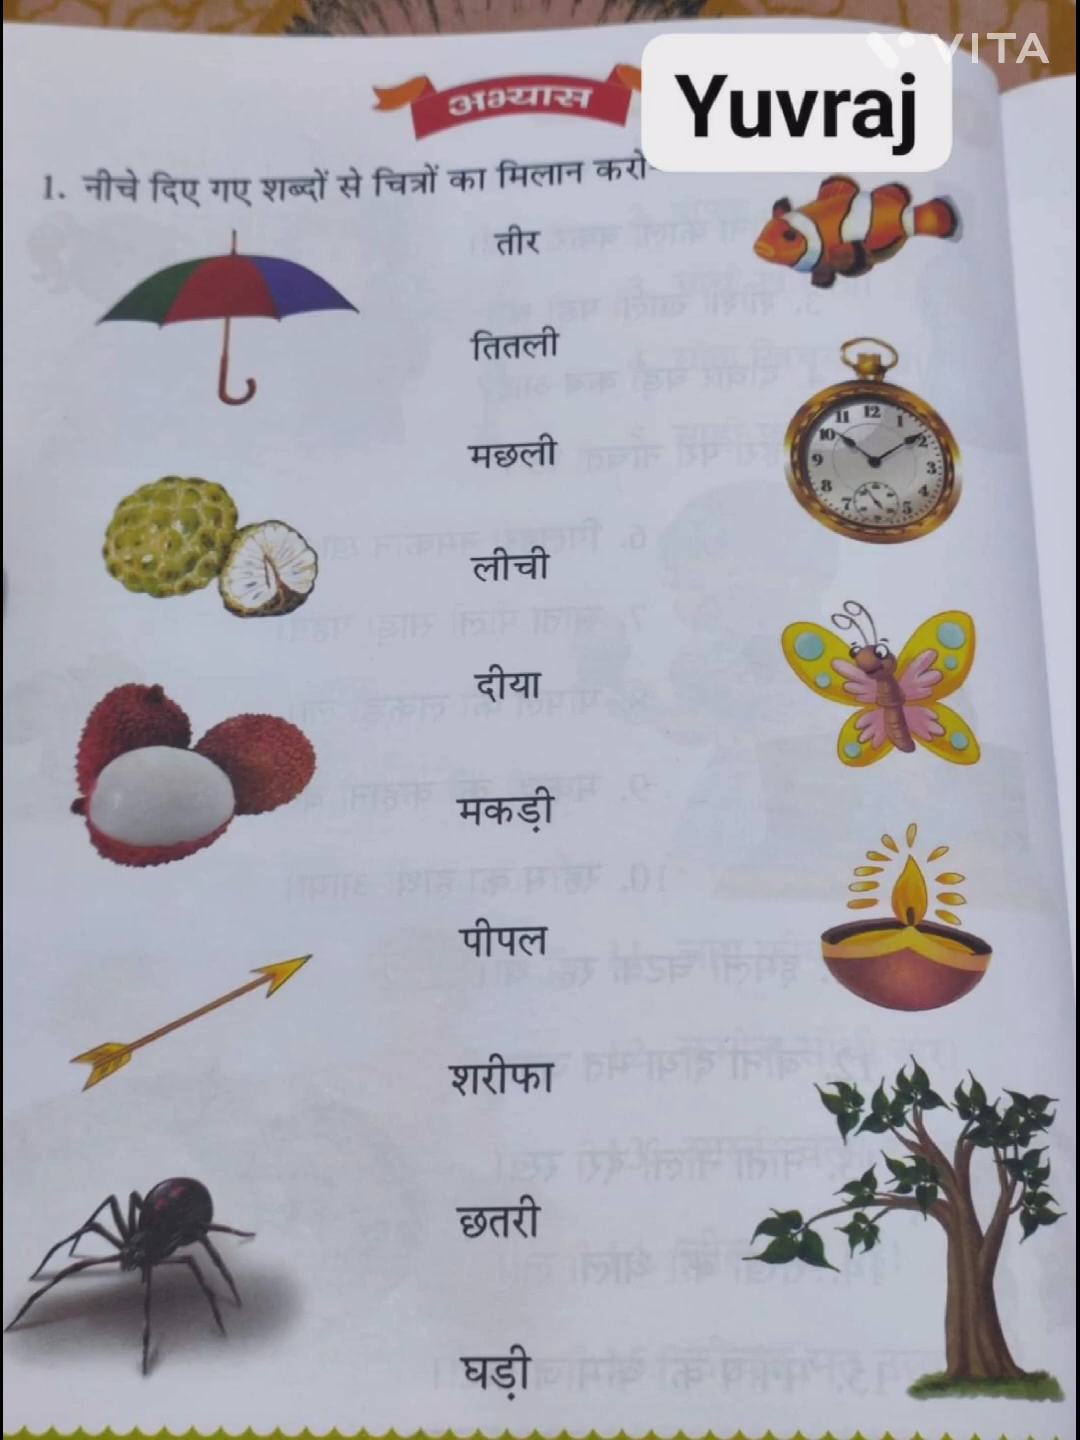 VITA
Yuvraj
अभ्यास
1. नीचे दिए गए शब्दों से चित्रों का मिलान करो-
तीर
तितली
मछली
लीची
दीया
मकड़ी
पीपल
शरीफा
छतरी
घड़ी